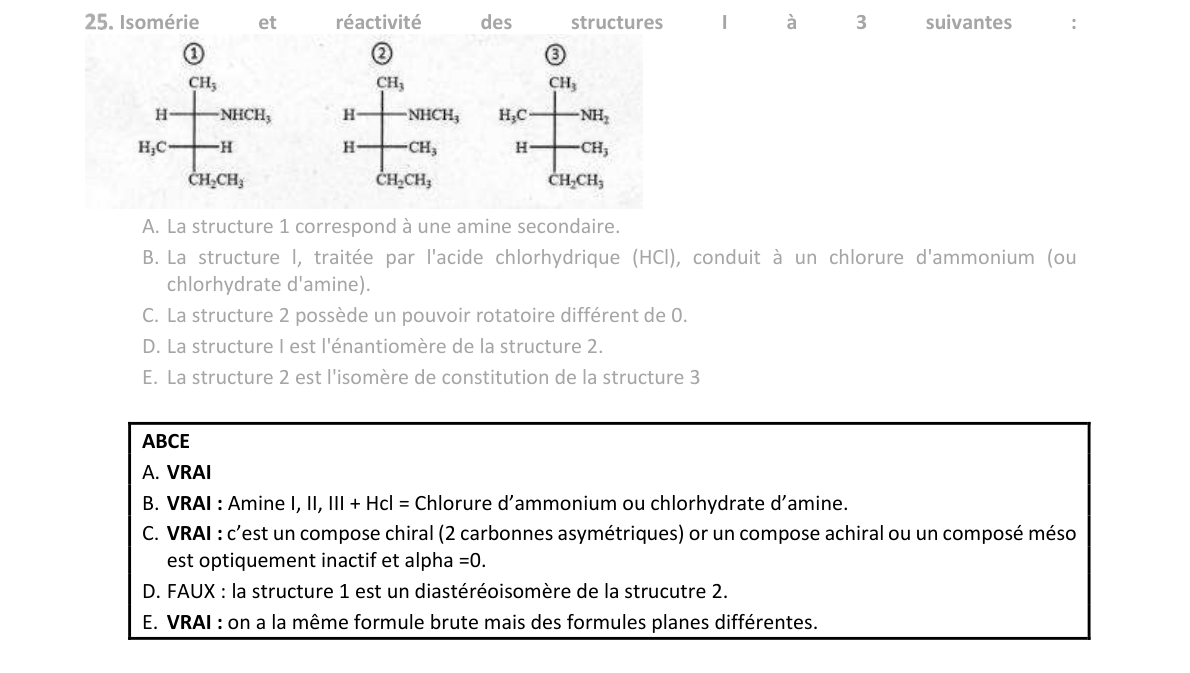 25. Isomérie et réactivité des structures I à 3 suivantes :
① ② ③
CH₃ CH₃ CH₃
H NHCH₃ H NHCH₃ H₃C NH₂
H₃C H H CH₃ H CH₃
CH₂CH₃ CH₂CH₃ CH₂CH₃
A. La structure 1 correspond à une amine secondaire.
B. La structure l, traitée par l'acide chlorhydrique (HCl), conduit à un chlorure d'ammonium (ou
chlorhydrate d'amine).
C. La structure 2 possède un pouvoir rotatoire différent de 0.
D. La structure I est l'énantiomère de la structure 2.
E. La structure 2 est l'isomère de constitution de la structure 3
ABCE
A. VRAI
B. VRAI : Amine I, II, III + Hcl = Chlorure d’ammonium ou chlorhydrate d’amine.
C. VRAI : c’est un compose chiral (2 carbonnes asymétriques) or un compose achiral ou un composé méso
est optiquement inactif et alpha =0.
D. FAUX : la structure 1 est un diastéréoisomère de la strucutre 2.
E. VRAI : on a la même formule brute mais des formules planes différentes.